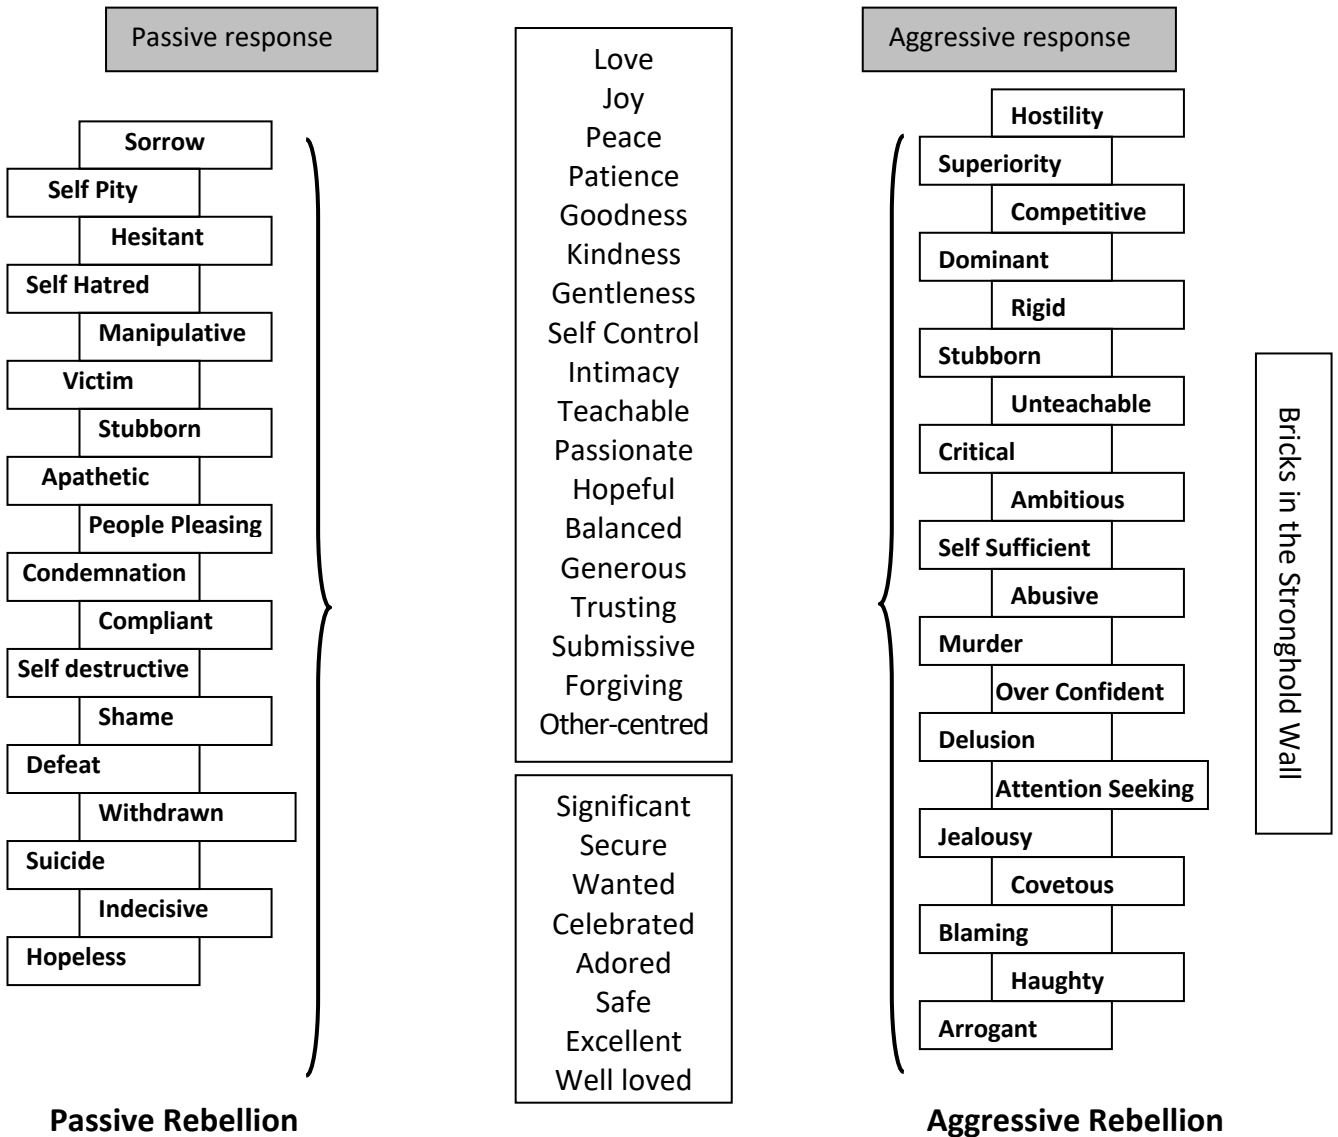 Passive response
Sorrow
Self Pity
Hesitant
Self Hatred
Manipulative
Victim
Stubborn
Apathetic
People Pleasing
Condemnation
Compliant
Self destructive
Shame
Defeat
Withdrawn
Suicide
Indecisive
Hopeless
Passive Rebellion
Love
Joy
Peace
Patience
Goodness
Kindness
Gentleness
Self Control
Intimacy
Teachable
Passionate
Hopeful
Balanced
Generous
Trusting
Submissive
Forgiving
Other-centred
Significant
Secure
Wanted
Celebrated
Adored
Safe
Excellent
Well loved
Aggressive response
Hostility
Superiority
Competitive
Dominant
Rigid
Stubborn
Unteachable
Critical
Ambitious
Self Sufficient
Abusive
Murder
Over Confident
Delusion
Attention Seeking
Jealousy
Covetous
Blaming
Haughty
Arrogant
Aggressive Rebellion
Bricks in the Stronghold Wall